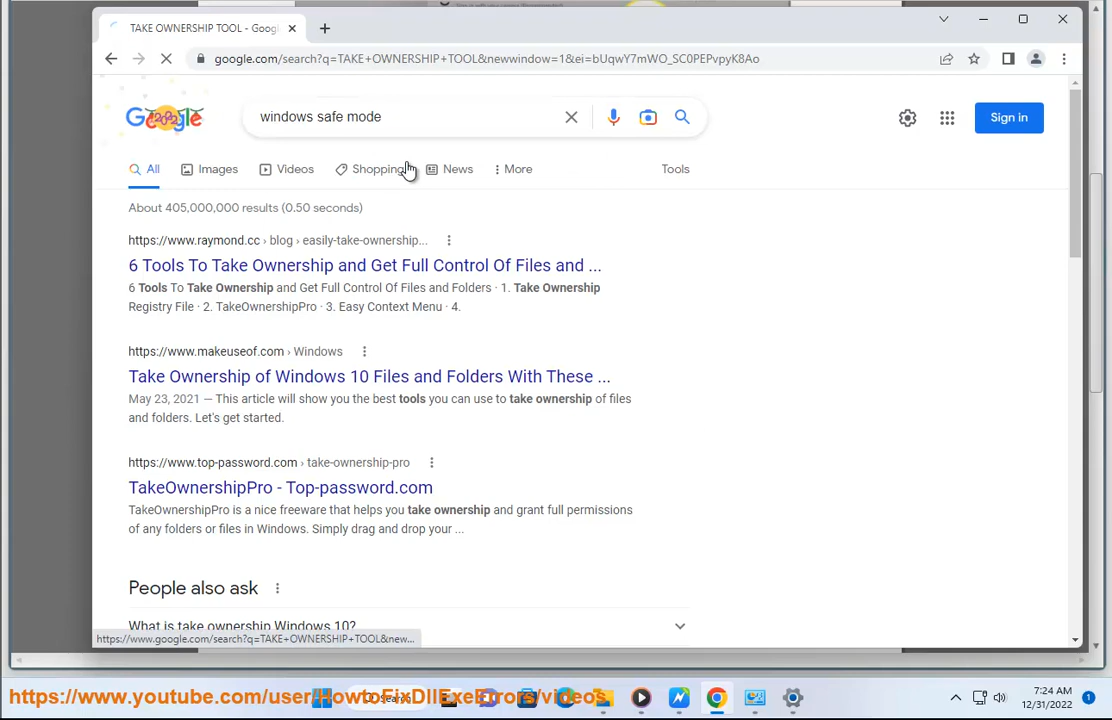 TAKE OWNERSHIP TOOL - Goog
google.com/search?q=TAKE+OWNERSHIP+TOOL&newwindow=1&ei=bUqwY7mWO_SC0PEPvpyK8Ao
windows safe mode
Sign in
All Images Videos Shopping News More Tools
About 405,000,000 results (0.50 seconds)
https://www.raymond.cc › blog › easily-take-ownership...
6 Tools To Take Ownership and Get Full Control Of Files and ...
6 Tools To Take Ownership and Get Full Control Of Files and Folders · 1. Take Ownership
Registry File · 2. TakeOwnershipPro · 3. Easy Context Menu · 4.
https://www.makeuseof.com › Windows
Take Ownership of Windows 10 Files and Folders With These ...
May 23, 2021 — This article will show you the best tools you can use to take ownership of files
and folders. Let's get started.
https://www.top-password.com › take-ownership-pro
TakeOwnershipPro - Top-password.com
TakeOwnershipPro is a nice freeware that helps you take ownership and grant full permissions
of any folders or files in Windows. Simply drag and drop your ...
People also ask
What is take ownership Windows 10?
https://www.google.com/search?q=TAKE+OWNERSHIP+TOOL&new...
https://www.youtube.com/user/HowtoFixDllExeErrors/videos
Search
7:24 AM
12/31/2022
1